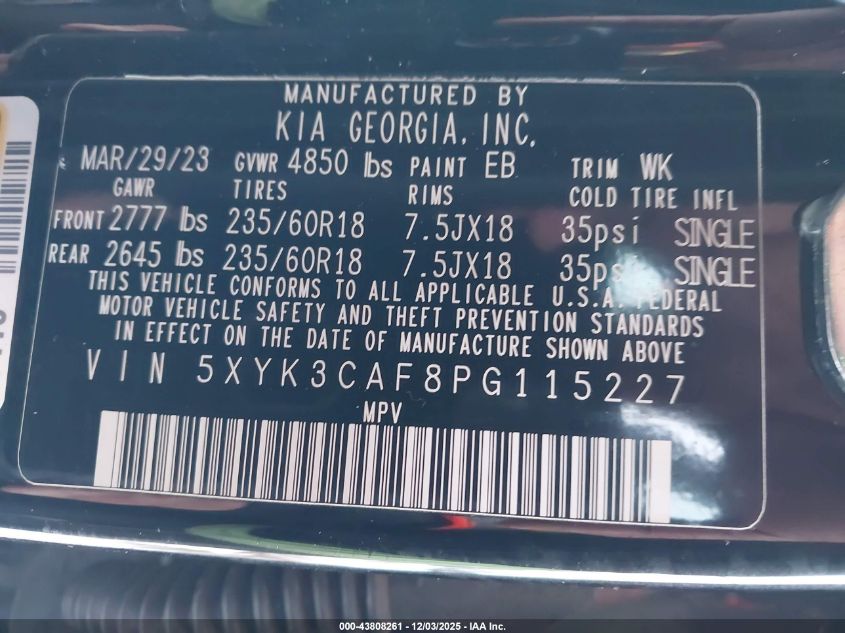 MANUFACTURED BY
KIA GEORGIA, INC.
MAR/29/23 GVWR 4850 lbs PAINT EB TRIM WK
GAWR TIRES RIMS COLD TIRE INFL
FRONT 2777 lbs 235/60R18 7.5JX18 35psi SINGLE
REAR 2645 lbs 235/60R18 7.5JX18 35psi SINGLE
THIS VEHICLE CONFORMS TO ALL APPLICABLE U.S.A. FEDERAL
MOTOR VEHICLE SAFETY AND THEFT PREVENTION STANDARDS
IN EFFECT ON THE DATE OF MANUFACTURE SHOWN ABOVE.
VIN 5XYK3CAF8PG115227
MPV
000-43808261 - 12/03/2025 - IAA Inc.